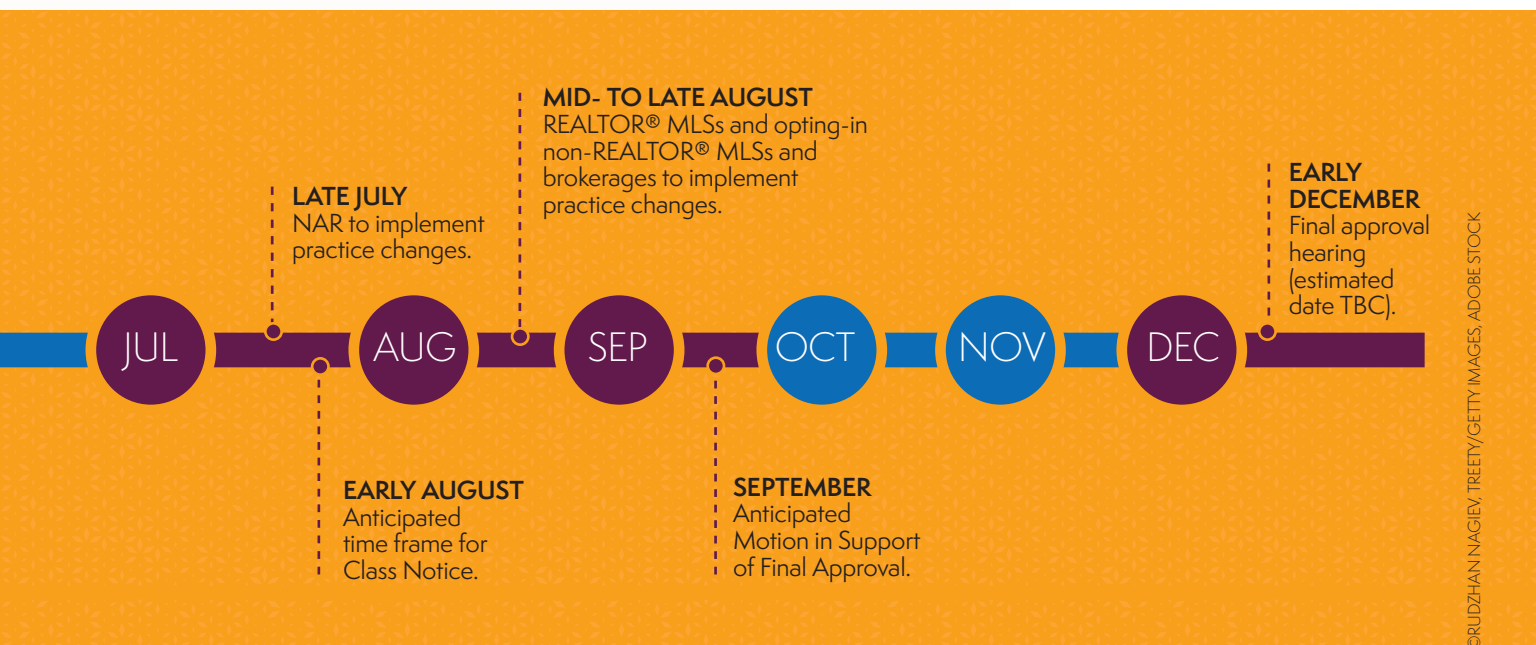 MID- TO LATE AUGUST
REALTOR® MLSs and opting-in
non-REALTOR® MLSs and
brokerages to implement
practice changes.
EARLY
DECEMBER
Final approval
hearing
(estimated
date TBC).
LATE JULY
NAR to implement
practice changes.
JUL
AUG
SEP
OCT
NOV
DEC
EARLY AUGUST
Anticipated
time frame for
Class Notice.
SEPTEMBER
Anticipated
Motion in Support
of Final Approval.
©RUDZHAN NAGIEV, TREETY/GETTY IMAGES, ADOBE STOCK